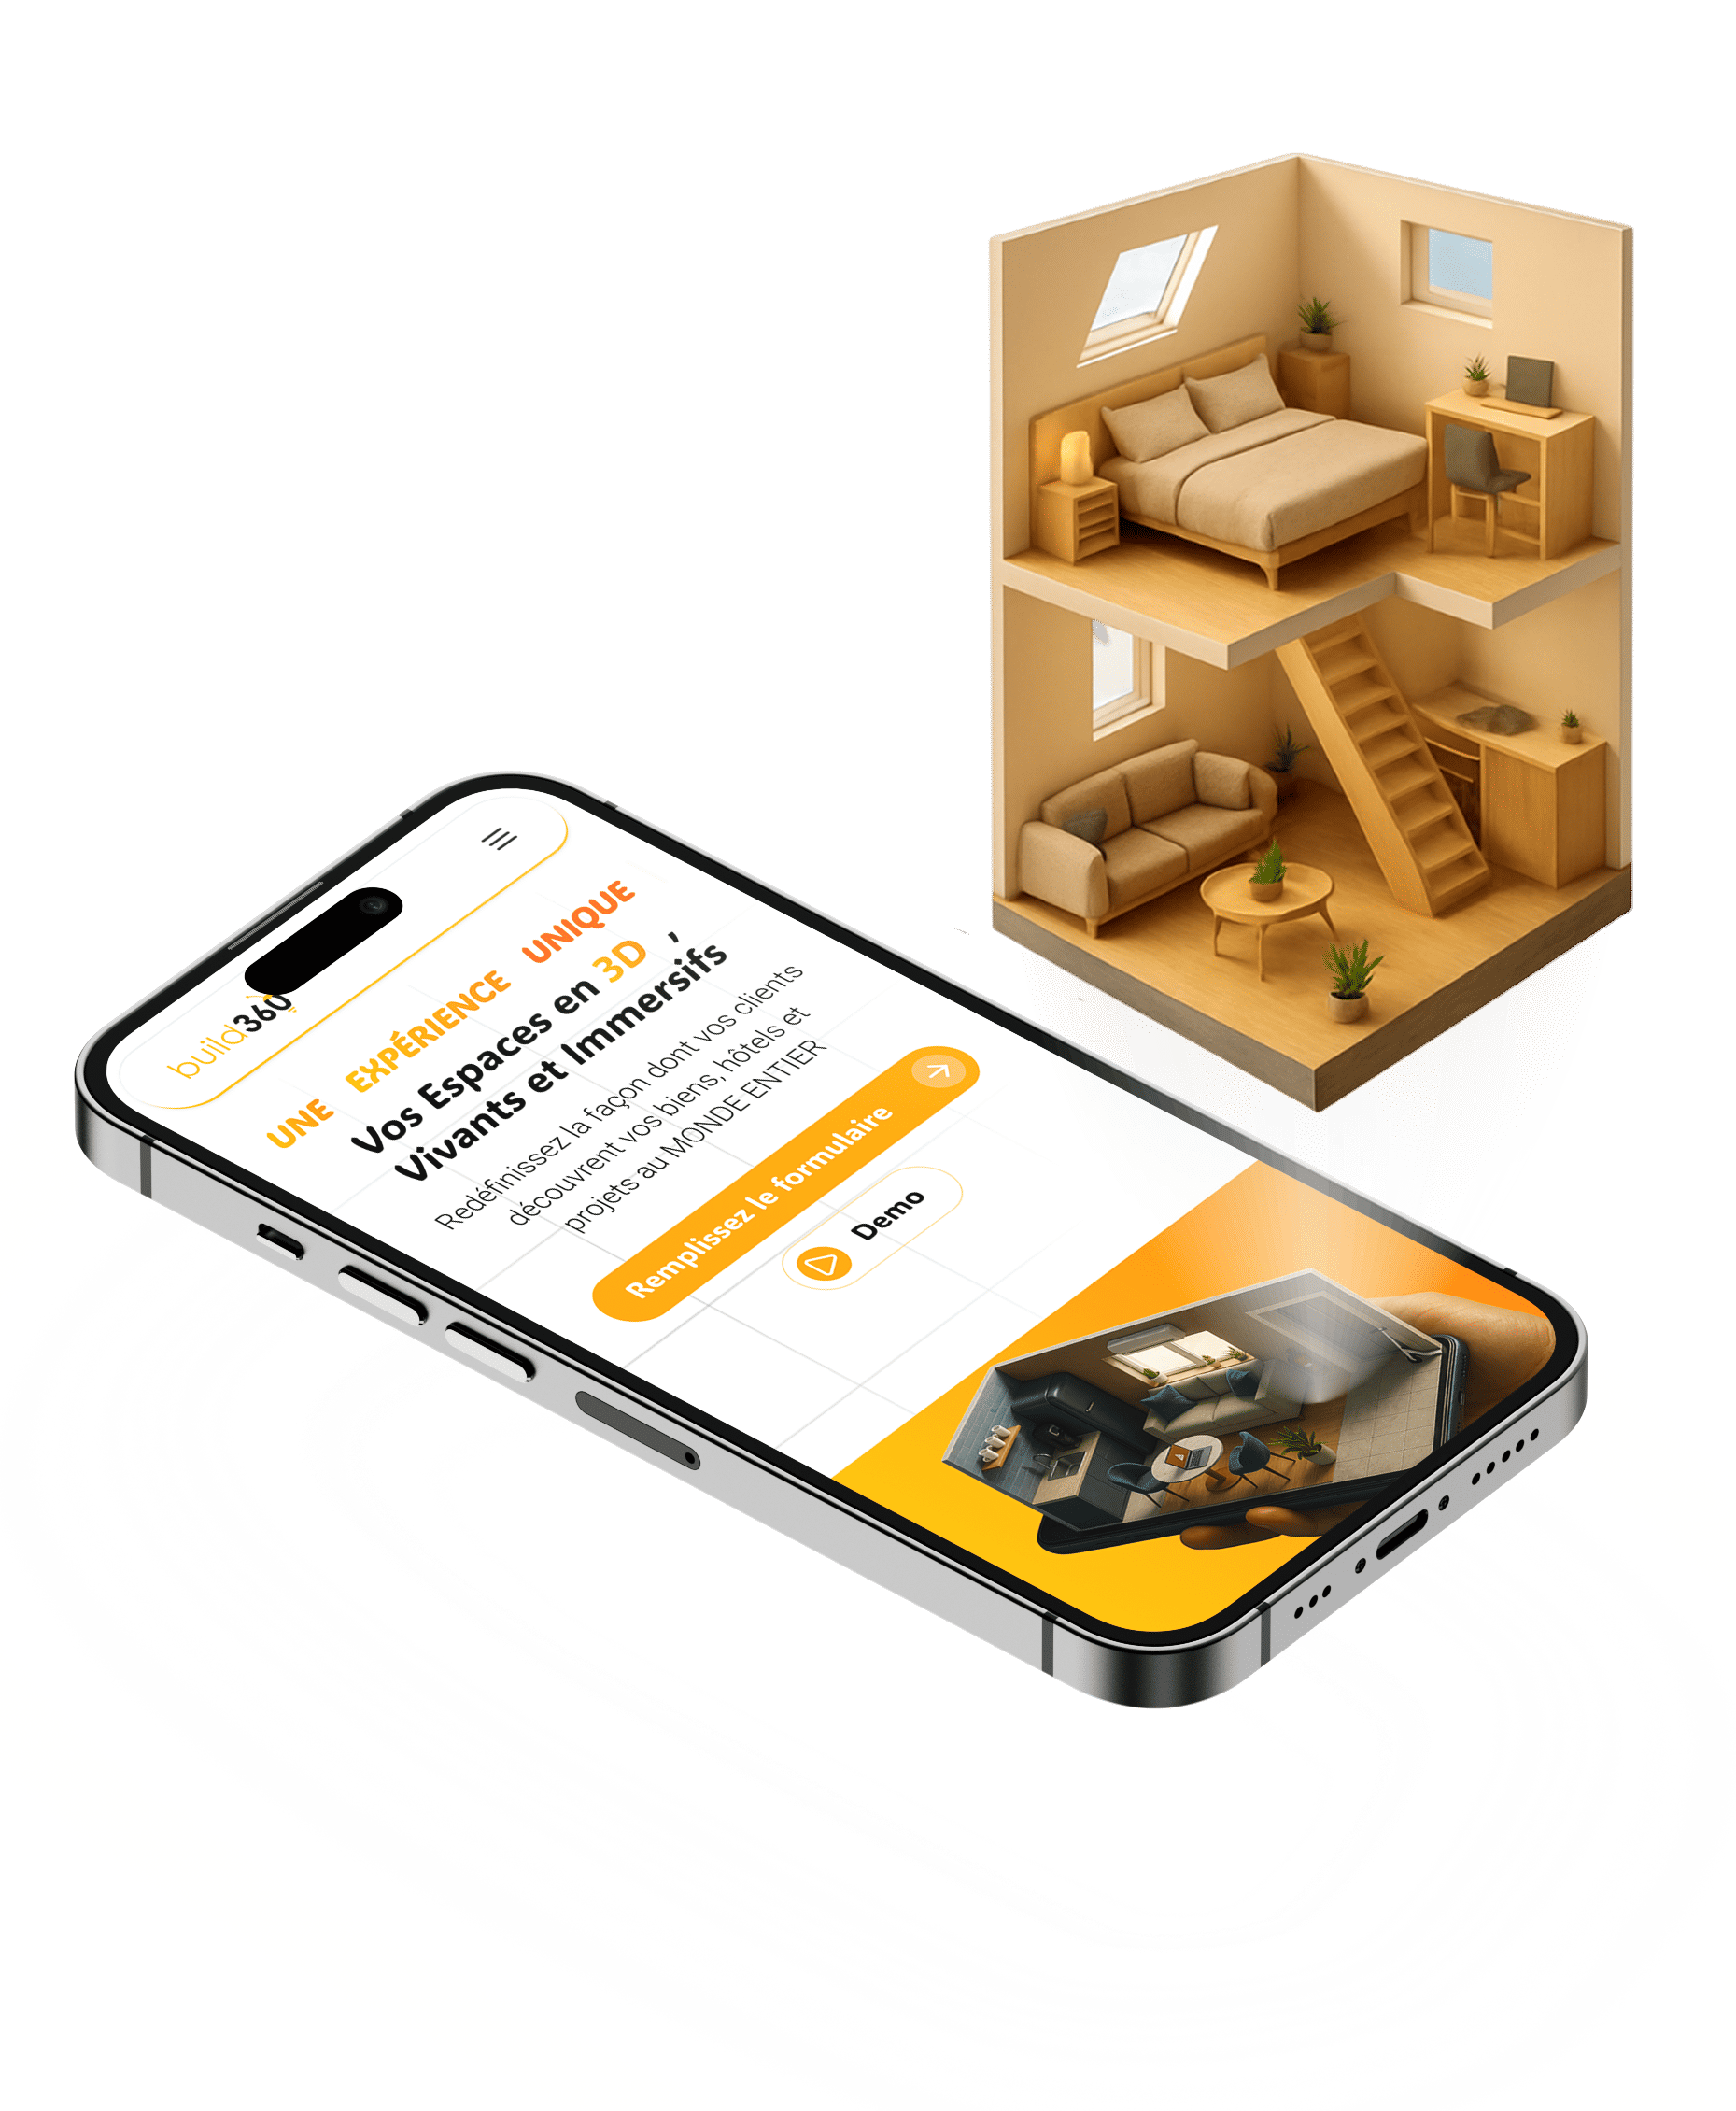 build360
UNE EXPÉRIENCE UNIQUE
Vos Espaces en 3D ,
Vivants et Immersifs
Redéfinissez la façon dont vos clients
découvrent vos biens, hôtels et
projets au MONDE ENTIER
Remplissez le formulaire
Demo